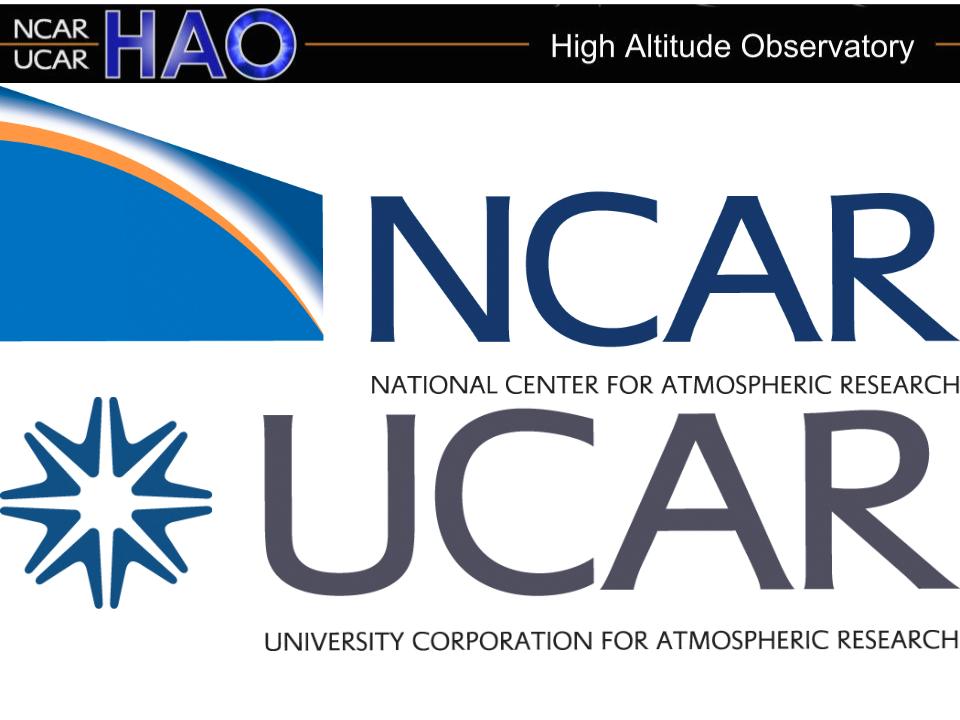 NCAR
UCAR
HAO
High Altitude Observatory
NCAR
NATIONAL CENTER FOR ATMOSPHERIC RESEARCH
UCAR
UNIVERSITY CORPORATION FOR ATMOSPHERIC RESEARCH